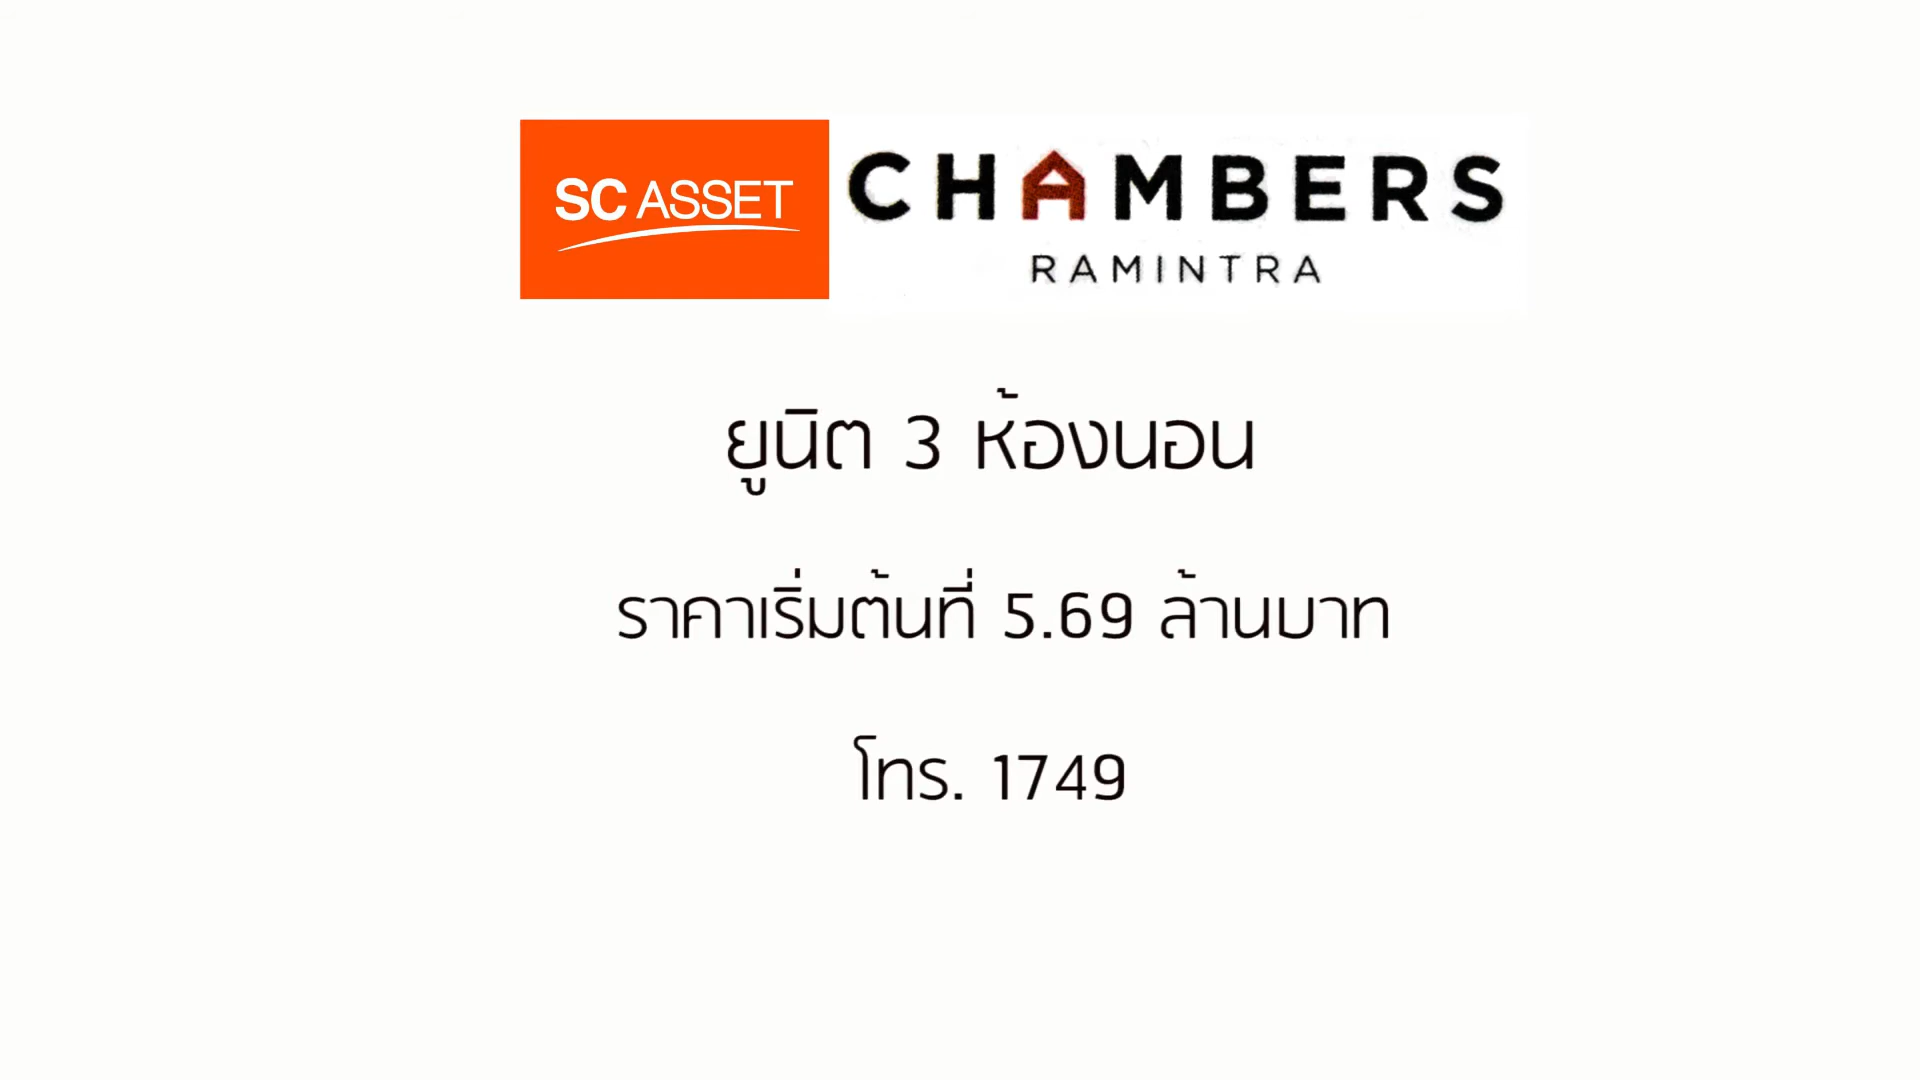 SC ASSET
CHAMBERS
RAMINTRA
ยูนิต 3 ห้องนอน
ราคาเริ่มต้นที่ 5.69 ล้านบาท
โทร. 1749